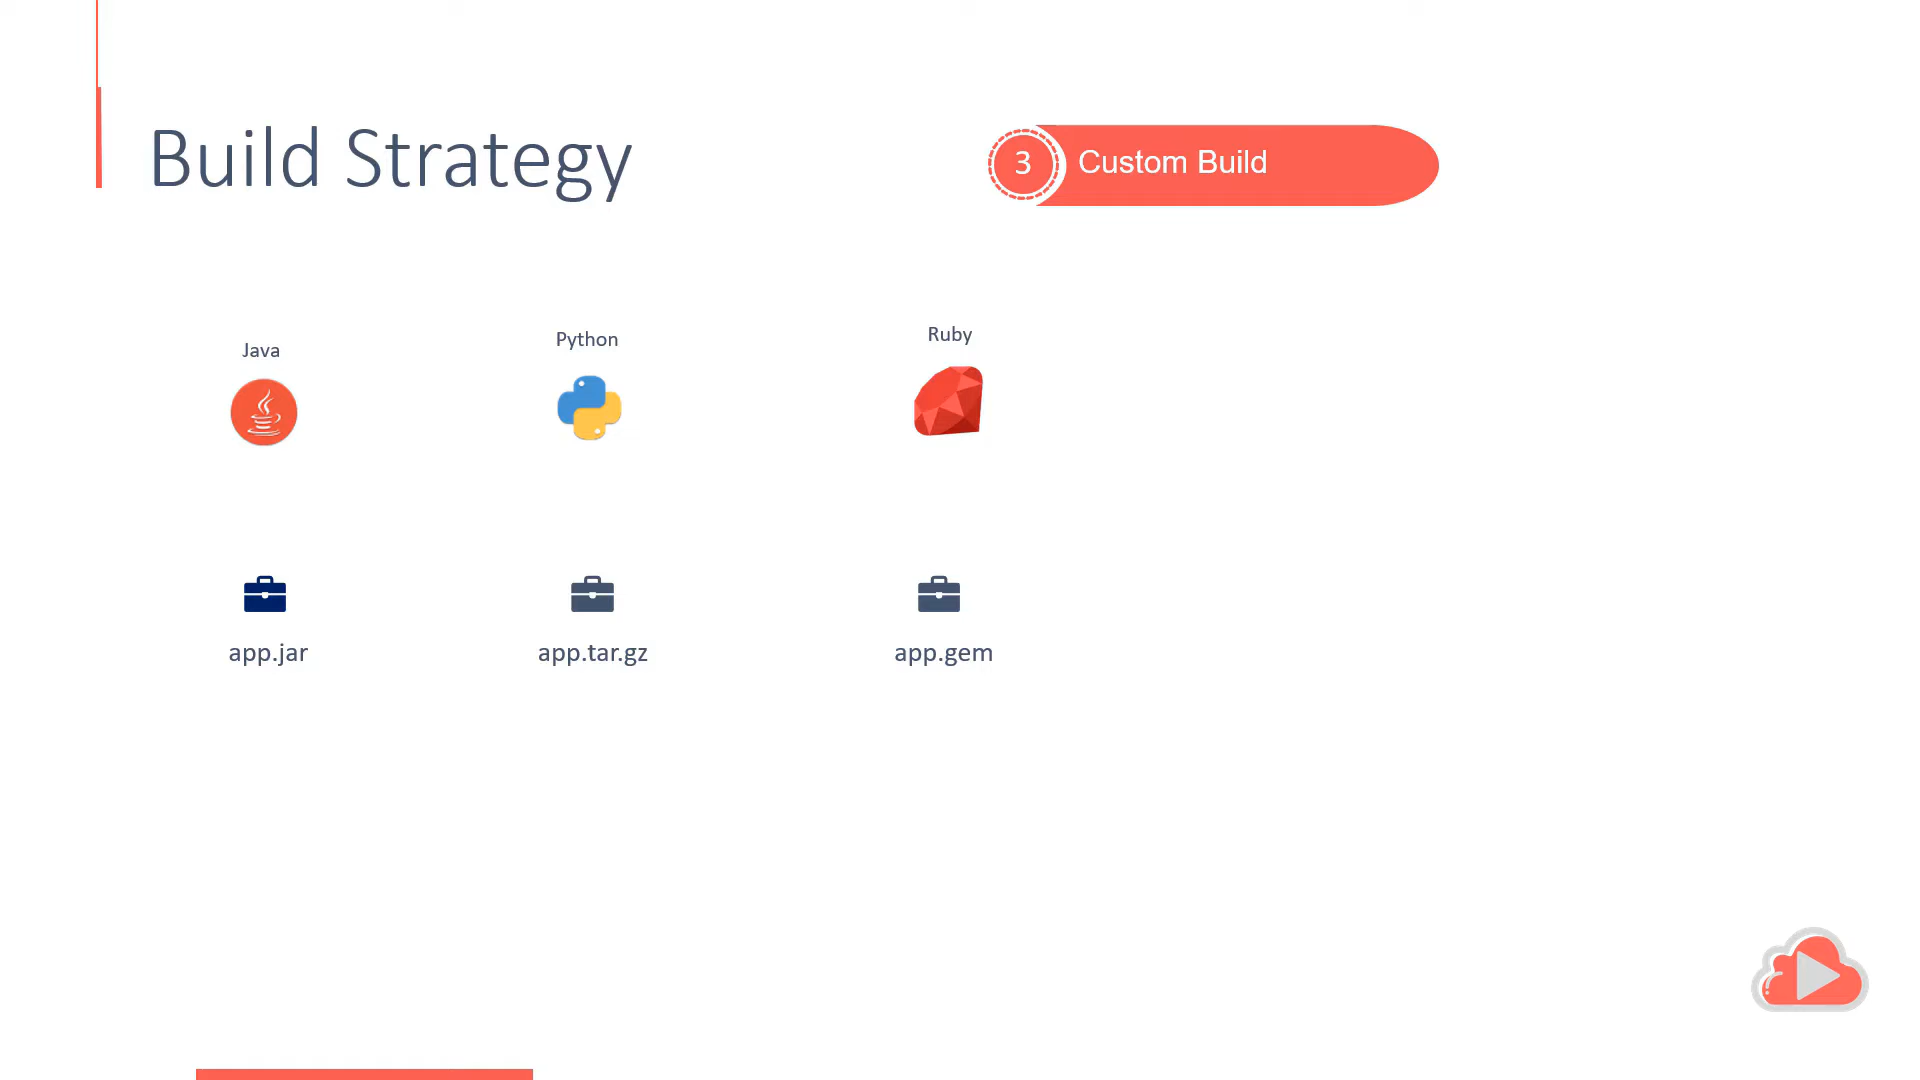 Build Strategy
3
Custom Build
Java
Python
Ruby
app.jar
app.tar.gz
app.gem